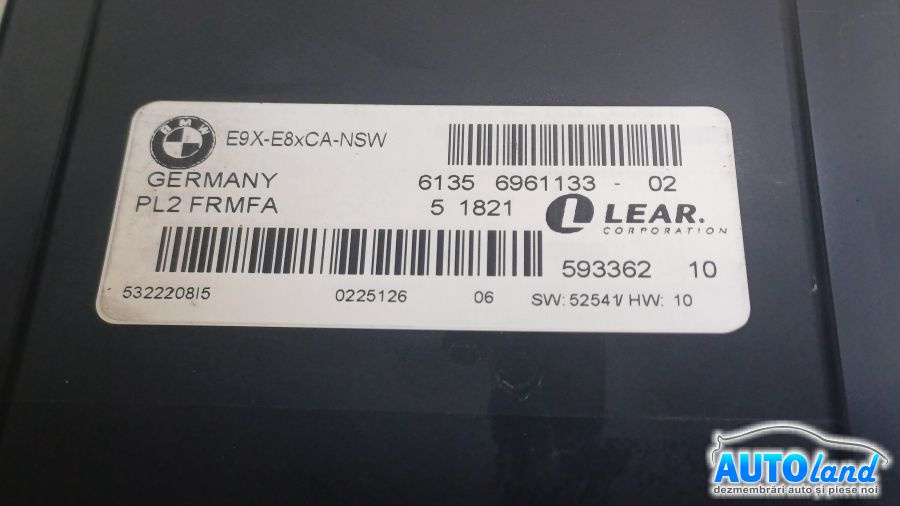 BMW
E9X-E8xCA-NSW
GERMANY
6135 6961133 - 02
PL2 FRMFA
5 1821
LEAR.
CORPORATION
593362 10
5322208I5
0225126
06
SW: 52541/ HW: 10
AUTOland
dezmembrări auto și piese noi